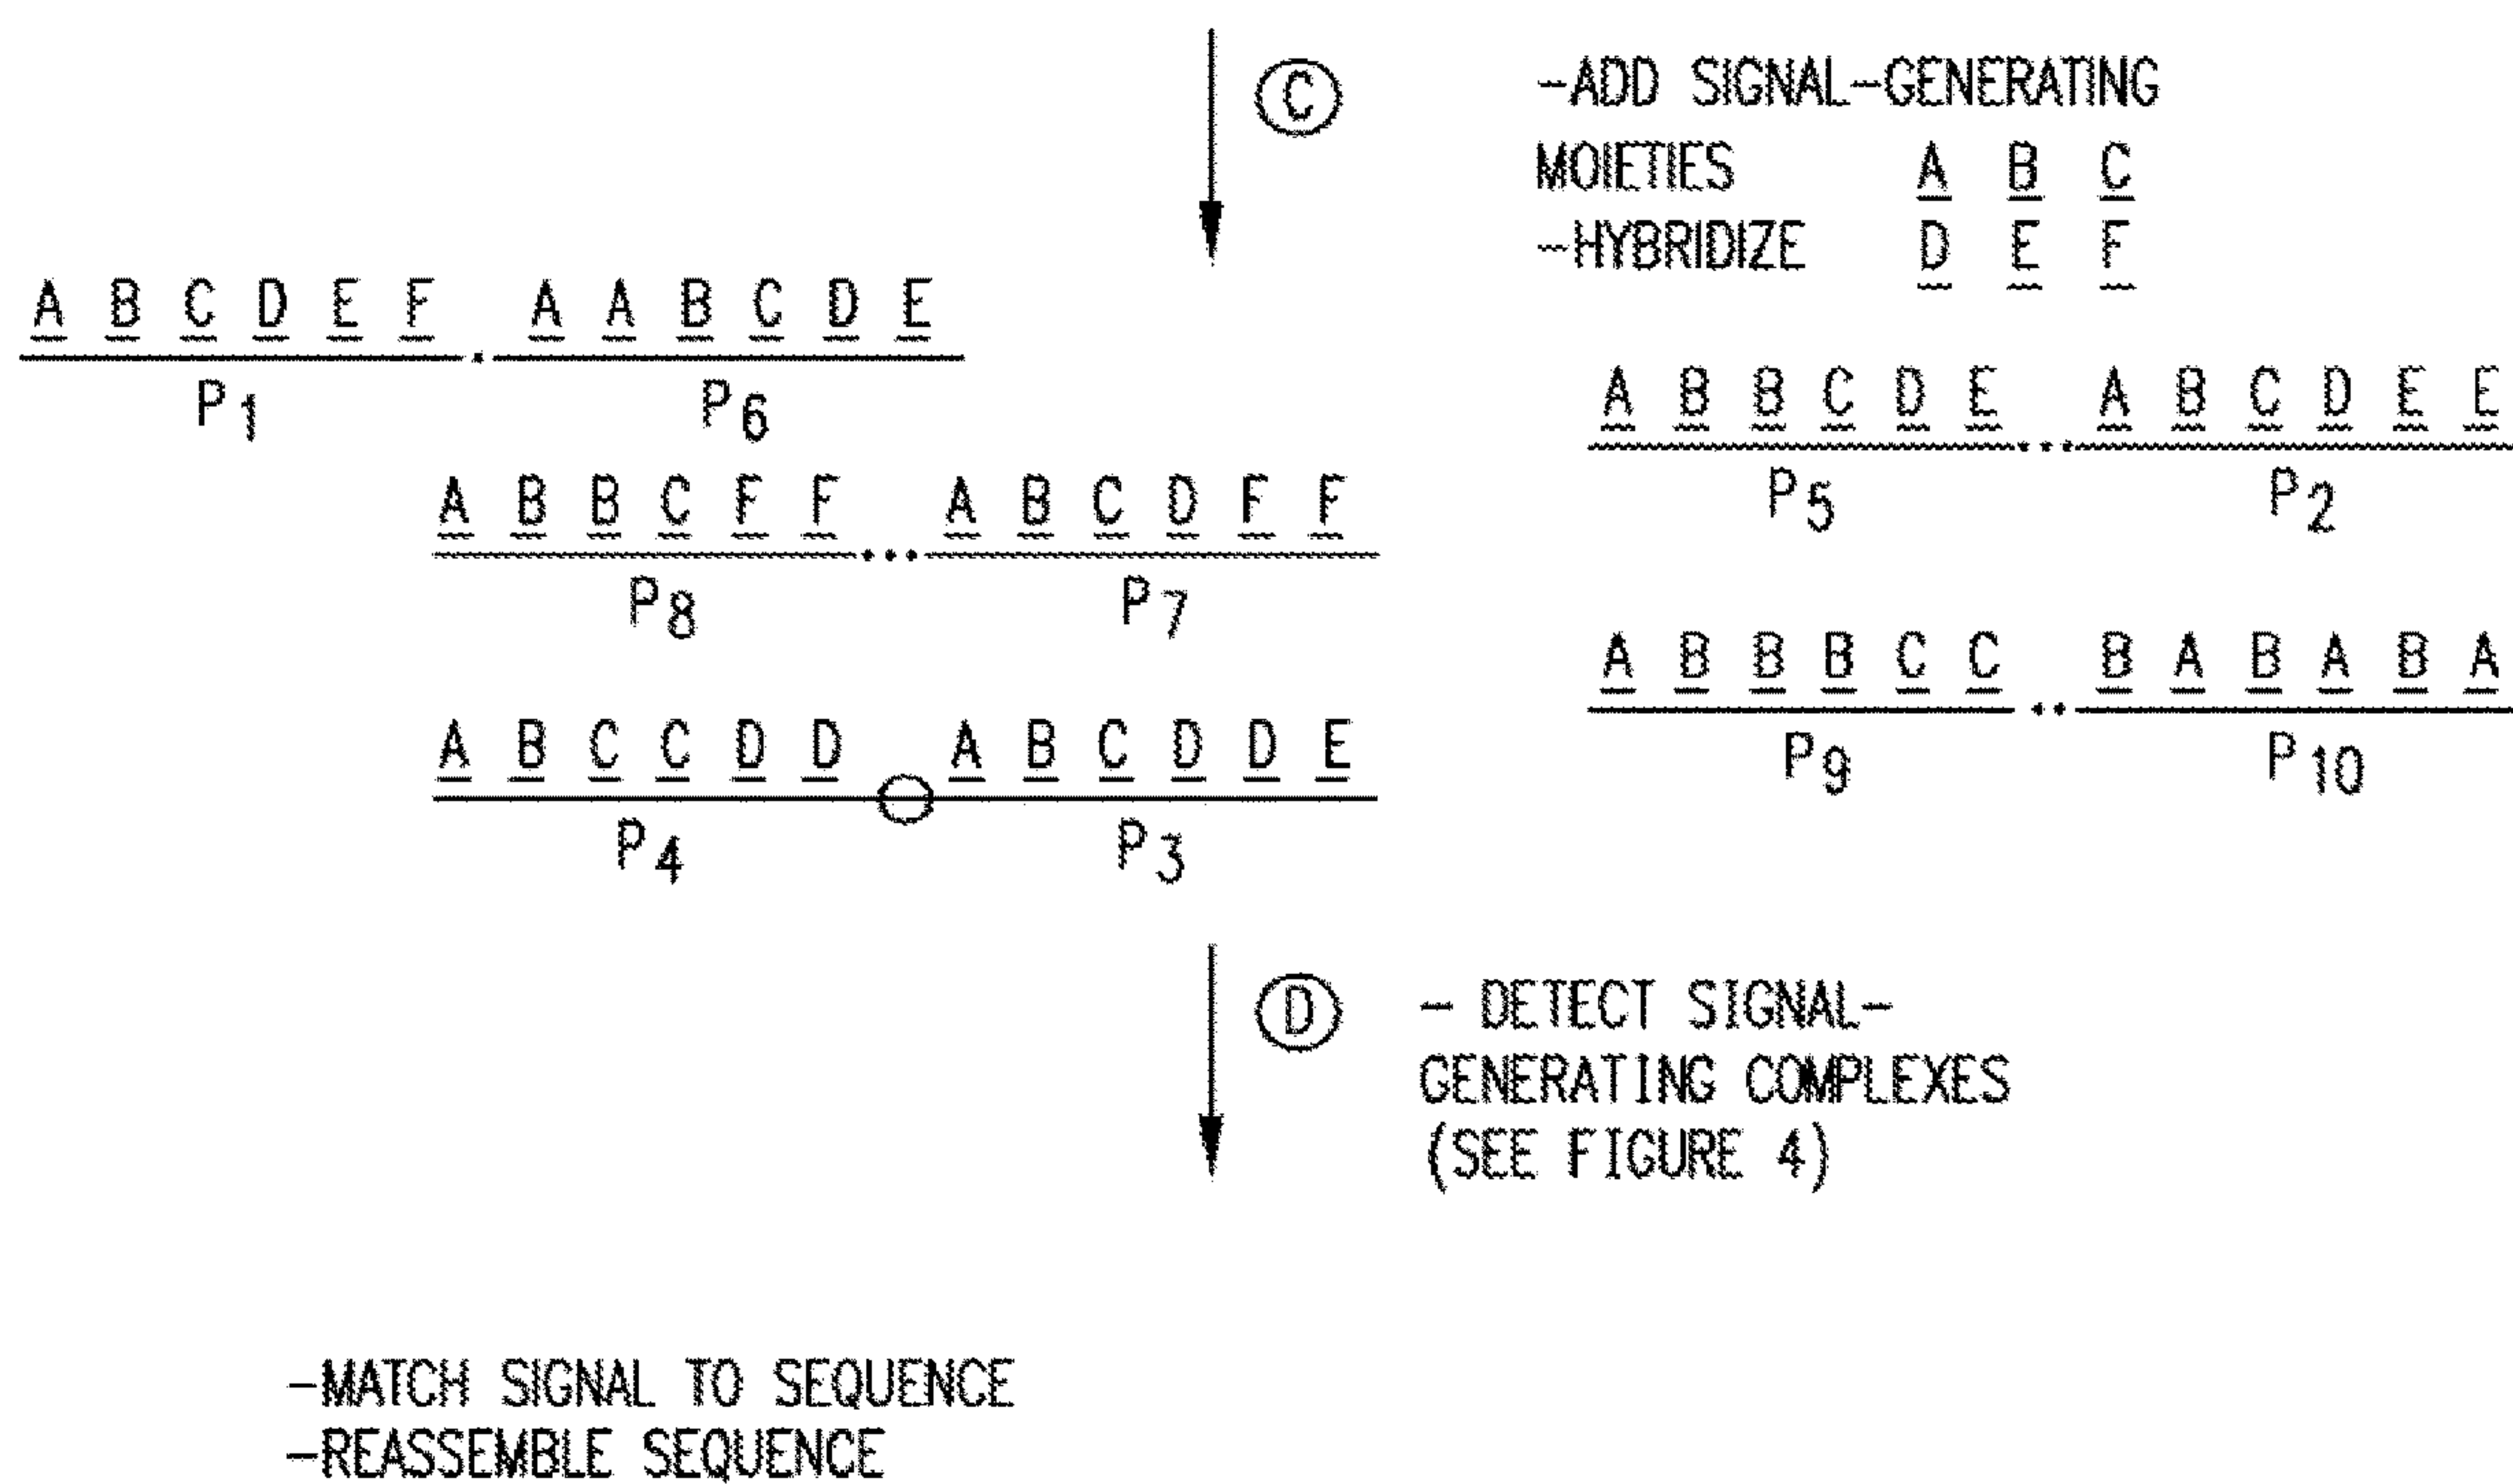 C
-ADD SIGNAL-GENERATING
MOIETIES A B C
-HYBRIDIZE D E F
A B C D E F A A B C D E
P1 P6
A B B C D E A B C D E E
P5 P2
A B B C F F A B C D F F
P8 P7
A B B B C C B A B A B A
P9 P10
A B C C D D A B C D D E
P4 P3
D
- DETECT SIGNAL-
GENERATING COMPLEXES
(SEE FIGURE 4)
-MATCH SIGNAL TO SEQUENCE
-REASSEMBLE SEQUENCE